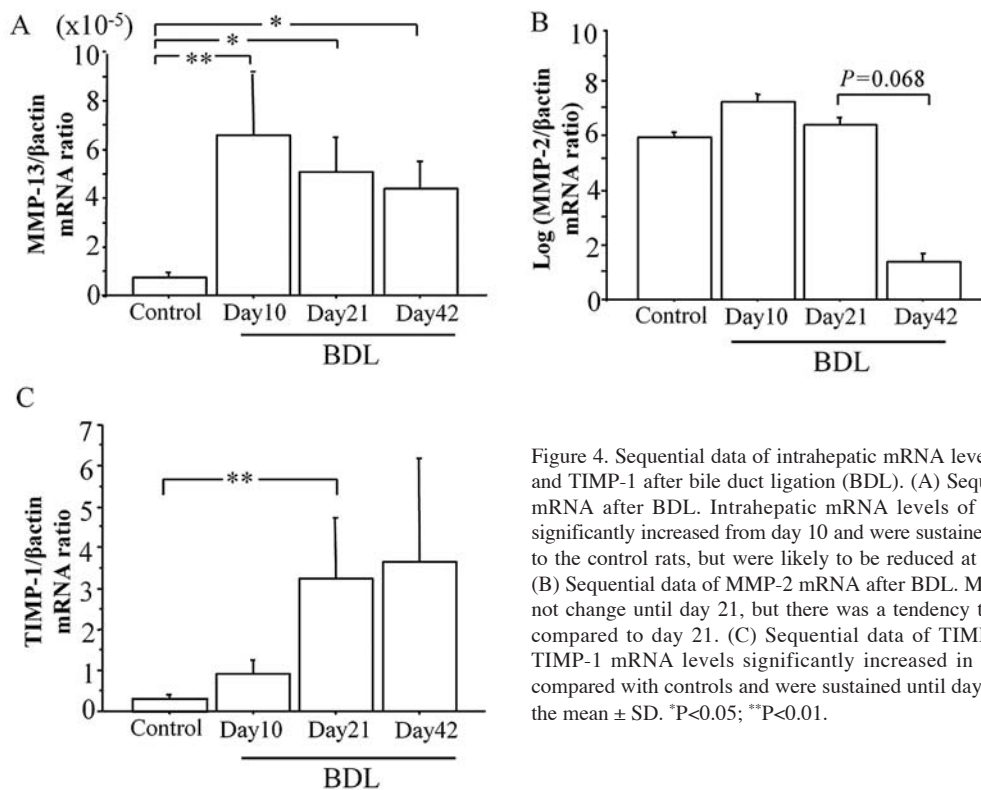 A (x10-5)
*
*
**
10
8
6
4
2
0
MMP-13/βactin
mRNA ratio
Control Day10 Day21 Day42
BDL
B
10
8
6
4
2
0
Log (MMP-2/βactin
mRNA ratio)
P=0.068
Control Day10 Day21 Day42
BDL
C
7
6
5
4
3
2
1
0
TIMP-1/βactin
mRNA ratio
**
Control Day10 Day21 Day42
BDL
Figure 4. Sequential data of intrahepatic mRNA leve
and TIMP-1 after bile duct ligation (BDL). (A) Sequ
mRNA after BDL. Intrahepatic mRNA levels of
significantly increased from day 10 and were sustaine
to the control rats, but were likely to be reduced at
(B) Sequential data of MMP-2 mRNA after BDL. M
not change until day 21, but there was a tendency t
compared to day 21. (C) Sequential data of TIM
TIMP-1 mRNA levels significantly increased in
compared with controls and were sustained until day
the mean ± SD. *P<0.05; **P<0.01.